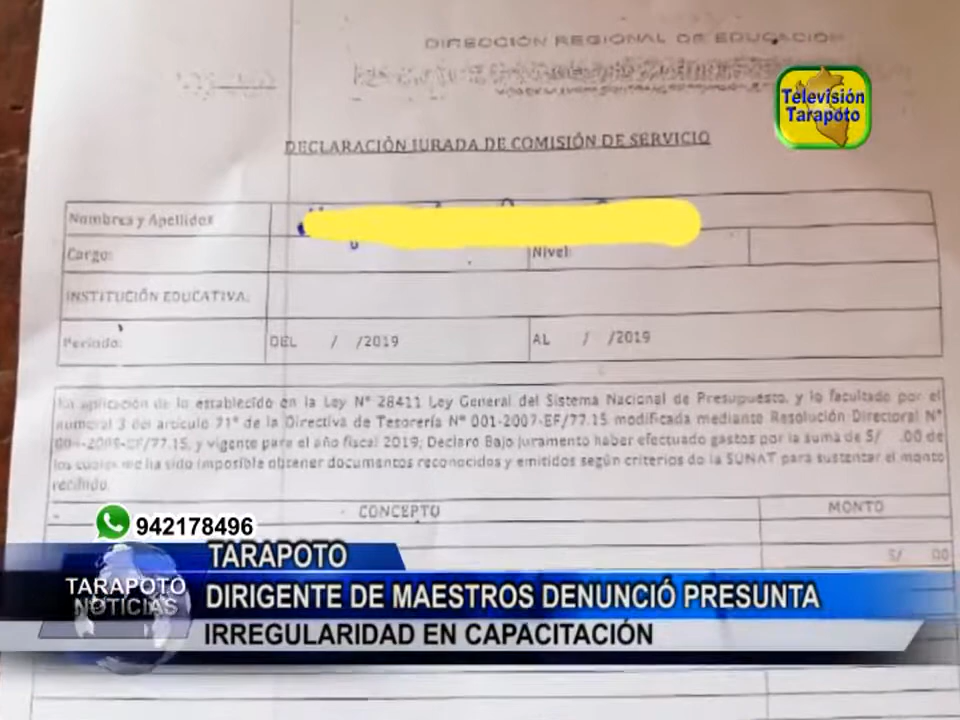 DIRECCIÓN REGIONAL DE EDUCACIÓN
Televisión
Tarapoto
DECLARACIÓN JURADA DE COMISIÓN DE SERVICIO
Nombres y Apellidos
Cargo:
Nivel:
INSTITUCIÓN EDUCATIVA:
Periodo: DEL / /2019 AL / /2019
En aplicación de lo establecido en la Ley N° 28411 Ley General del Sistema Nacional de Presupuesto, y lo facultado por el
numeral 3 del artículo 71° de la Directiva de Tesorería N° 001-2007-EF/77.15 modificada mediante Resolución Directoral N°
y vigente para el año fiscal 2019; Declaro Bajo Juramento haber efectuado gastos por la suma de S/ .00 de
los cuales me ha sido imposible obtener documentos reconocidos y emitidos según criterios de la SUNAT para sustentar el monto
recibido.
CONCEPTO MONTO
S/ 00
942178496
TARAPOTO
TARAPOTO
NOTICIAS
DIRIGENTE DE MAESTROS DENUNCIÓ PRESUNTA
IRREGULARIDAD EN CAPACITACIÓN